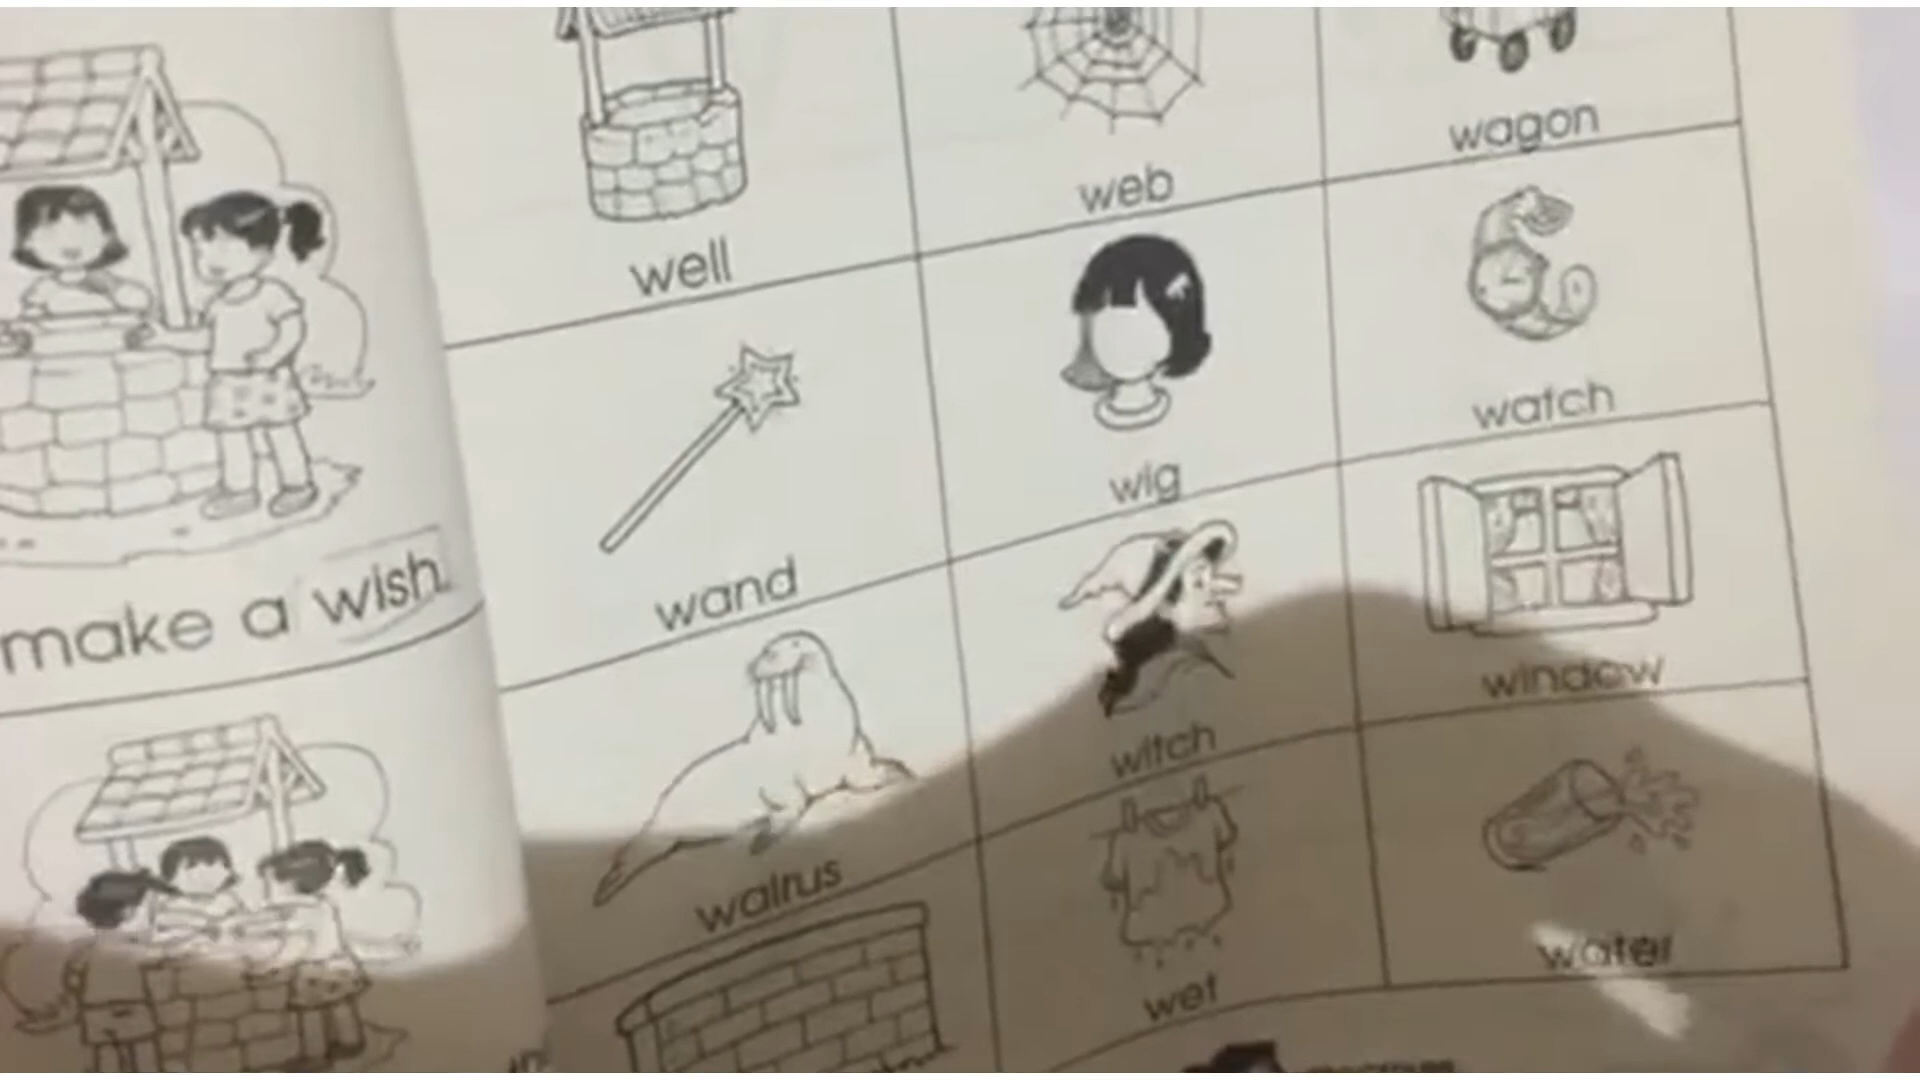 make a wish.
well
web
wagon
wand
wig
watch
walrus
witch
window
wet
water